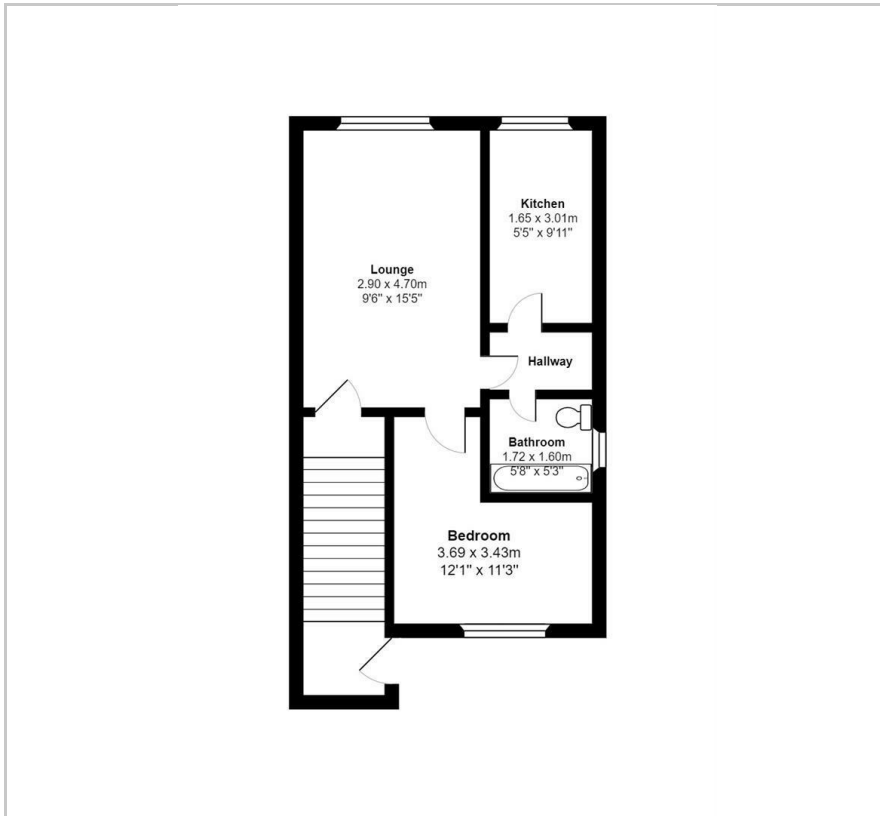 Kitchen
1.65 x 3.01m
5'5" x 9'11"
Lounge
2.90 x 4.70m
9'6" x 15'5"
Hallway
Bathroom
1.72 x 1.60m
5'8" x 5'3"
Bedroom
3.69 x 3.43m
12'1" x 11'3"